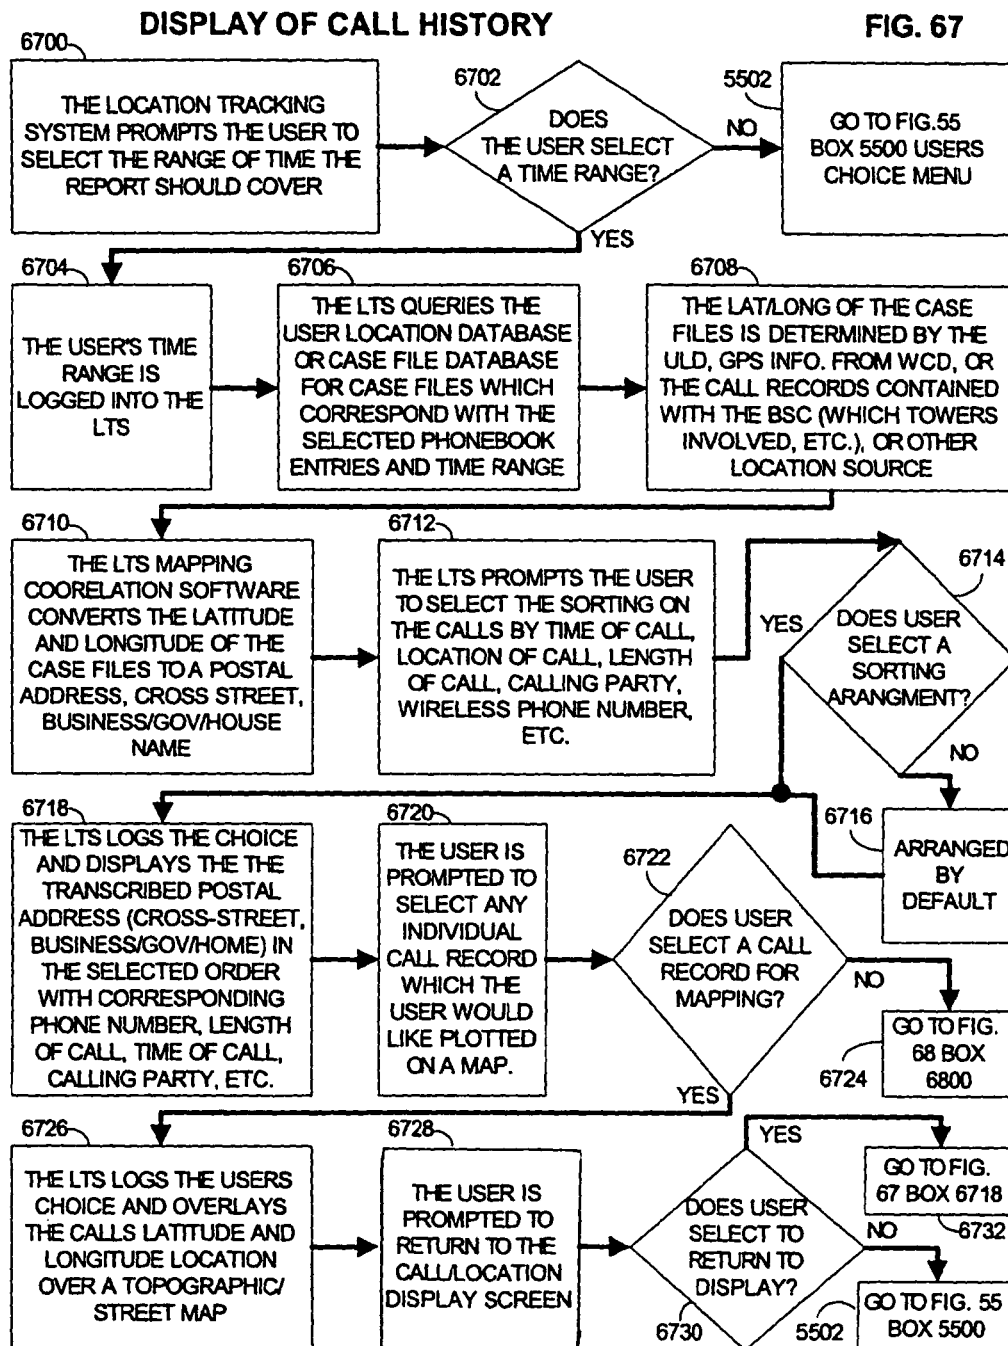 DISPLAY OF CALL HISTORY
FIG. 67
6700
THE LOCATION TRACKING
SYSTEM PROMPTS THE USER TO
SELECT THE RANGE OF TIME THE
REPORT SHOULD COVER
6702
DOES
THE USER SELECT
A TIME RANGE?
NO
5502
GO TO FIG.55
BOX 5500 USERS
CHOICE MENU
YES
6704
THE USER'S TIME
RANGE IS
LOGGED INTO THE
LTS
6706
THE LTS QUERIES THE
USER LOCATION DATABASE
OR CASE FILE DATABASE
FOR CASE FILES WHICH
CORRESPOND WITH THE
SELECTED PHONEBOOK
ENTRIES AND TIME RANGE
6708
THE LAT/LONG OF THE CASE
FILES IS DETERMINED BY THE
ULD, GPS INFO. FROM WCD, OR
THE CALL RECORDS CONTAINED
WITH THE BSC (WHICH TOWERS
INVOLVED, ETC.), OR OTHER
LOCATION SOURCE
6710
THE LTS MAPPING
COORELATION SOFTWARE
CONVERTS THE LATITUDE
AND LONGITUDE OF THE
CASE FILES TO A POSTAL
ADDRESS, CROSS STREET,
BUSINESS/GOV/HOUSE
NAME
6712
THE LTS PROMPTS THE USER
TO SELECT THE SORTING ON
THE CALLS BY TIME OF CALL,
LOCATION OF CALL, LENGTH
OF CALL, CALLING PARTY,
WIRELESS PHONE NUMBER,
ETC.
6714
DOES USER
SELECT A
SORTING
ARANGMENT?
YES
NO
6716
ARRANGED
BY
DEFAULT
6718
THE LTS LOGS THE CHOICE
AND DISPLAYS THE THE
TRANSCRIBED POSTAL
ADDRESS (CROSS-STREET,
BUSINESS/GOV/HOME) IN
THE SELECTED ORDER
WITH CORRESPONDING
PHONE NUMBER, LENGTH
OF CALL, TIME OF CALL,
CALLING PARTY, ETC.
6720
THE USER IS
PROMPTED TO
SELECT ANY
INDIVIDUAL
CALL RECORD
WHICH THE
USER WOULD
LIKE PLOTTED
ON A MAP.
6722
DOES USER
SELECT A CALL
RECORD FOR
MAPPING?
NO
GO TO FIG.
68 BOX
6800
6724
YES
6726
THE LTS LOGS THE USERS
CHOICE AND OVERLAYS
THE CALLS LATITUDE AND
LONGITUDE LOCATION
OVER A TOPOGRAPHIC/
STREET MAP
6728
THE USER IS
PROMPTED TO
RETURN TO THE
CALL/LOCATION
DISPLAY SCREEN
DOES USER
SELECT TO
RETURN TO
DISPLAY?
6730
YES
GO TO FIG.
67 BOX 6718
6732
NO
5502
GO TO FIG. 55
BOX 5500